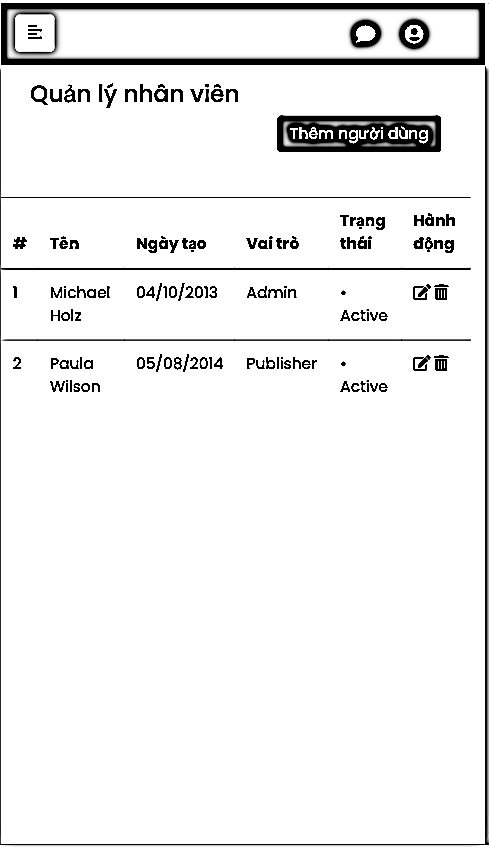 Quản lý nhân viên
Thêm người dùng
# Tên Ngày tạo Vai trò Trạng thái Hành động
1 Michael Holz 04/10/2013 Admin • Active
2 Paula Wilson 05/08/2014 Publisher • Active